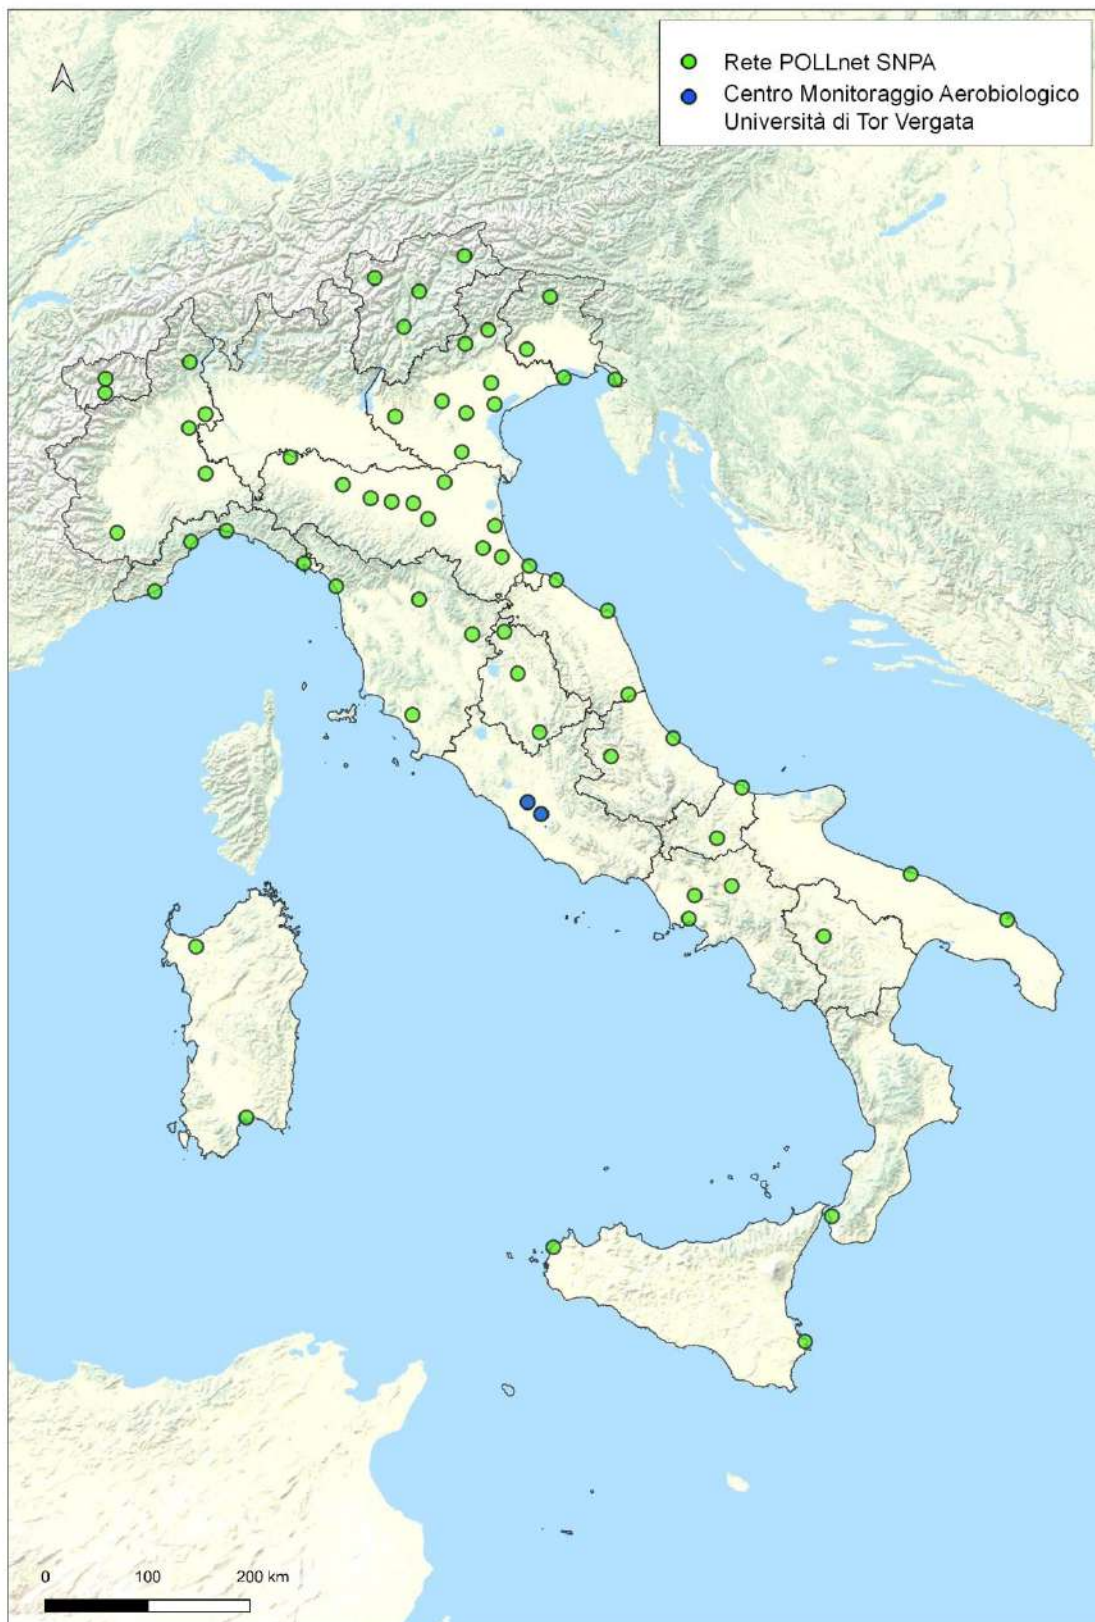 Rete POLLnet SNPA
Centro Monitoraggio Aerobiologico
Università di Tor Vergata
0 100 200 km